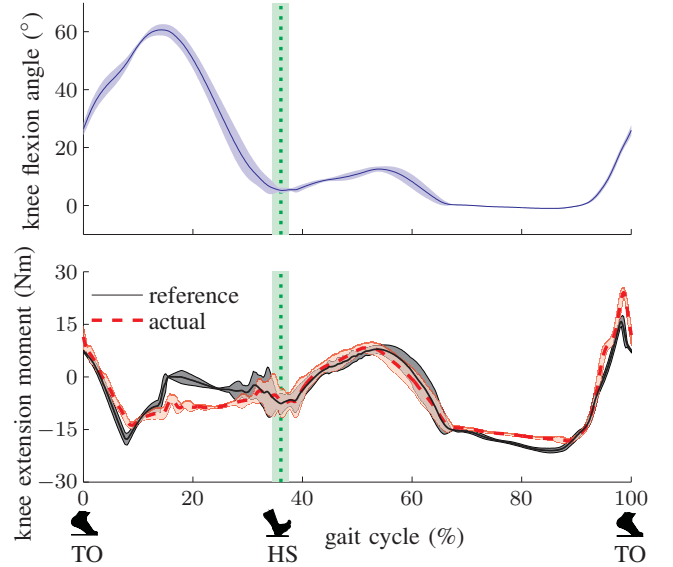 knee flexion angle (°)
60
40
20
0
knee extension moment (Nm)
30
15
0
−15
−30
reference
actual
0
20
40
60
80
100
gait cycle (%)
TO
HS
TO